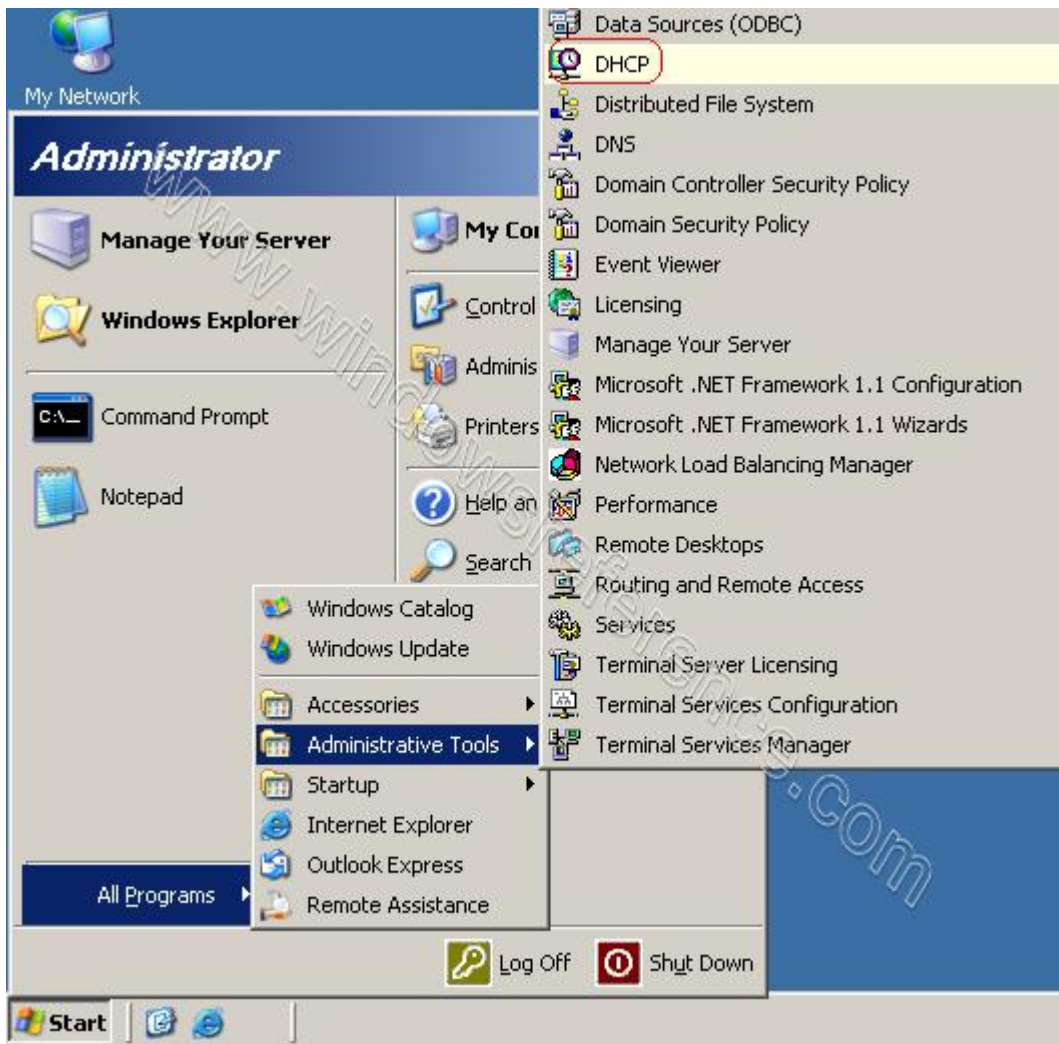 My Network
Administrator
Manage Your Server
Windows Explorer
Command Prompt
Notepad
My Co
Control
Adminis
Printers
Help an
Search
Windows Catalog
Windows Update
Accessories
Administrative Tools
Startup
Internet Explorer
Outlook Express
Remote Assistance
Data Sources (ODBC)
DHCP
Distributed File System
DNS
Domain Controller Security Policy
Domain Security Policy
Event Viewer
Licensing
Manage Your Server
Microsoft .NET Framework 1.1 Configuration
Microsoft .NET Framework 1.1 Wizards
Network Load Balancing Manager
Performance
Remote Desktops
Routing and Remote Access
Services
Terminal Server Licensing
Terminal Services Configuration
Terminal Services Manager
All Programs
Log Off
Shut Down
Start
C:\_
www.windowsreference.com